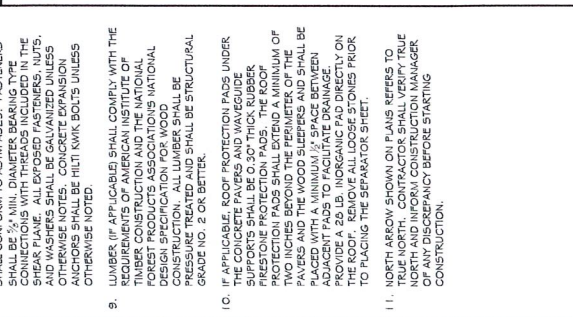 SHALL BE 5/8" MIN. DIAMETER BEARING TYPE
CONNECTIONS WITH THREADS INCLUDED IN THE
SHEAR PLANE. ALL EXPOSED FASTENERS, NUTS,
AND WASHERS SHALL BE GALVANIZED UNLESS
OTHERWISE NOTED. CONCRETE EXPANSION
ANCHORS SHALL BE HILTI KWIK BOLTS UNLESS
OTHERWISE NOTED.
9. LUMBER (IF APPLICABLE) SHALL COMPLY WITH THE
REQUIREMENTS OF AMERICAN INSTITUTE OF
TIMBER CONSTRUCTION AND THE NATIONAL
FOREST PRODUCTS ASSOCIATION'S NATIONAL
DESIGN SPECIFICATION FOR WOOD
CONSTRUCTION. ALL LUMBER SHALL BE
PRESSURE TREATED AND SHALL BE STRUCTURAL
GRADE NO. 2 OR BETTER.
10. IF APPLICABLE, ROOF PROTECTION PADS UNDER
THE CONCRETE PAVERS AND WAVEGUIDE
SUPPORTS SHALL BE 0.30" THICK RUBBER
FIRESTONE PROTECTION PADS. THE ROOF
PROTECTION PADS SHALL EXTEND A MINIMUM OF
TWO INCHES BEYOND THE PERIMETER OF THE
PAVERS AND THE WOOD SLEEPERS AND SHALL BE
PLACED WITH A MINIMUM 1/2" SPACE BETWEEN
ADJACENT PADS TO FACILITATE DRAINAGE.
PROVIDE A 28 LB. INORGANIC PAD DIRECTLY ON
THE ROOF. REMOVE ALL LOOSE STONES PRIOR
TO PLACING THE SEPARATOR SHEET.
11. NORTH ARROW SHOWN ON PLANS REFERS TO
TRUE NORTH. CONTRACTOR SHALL VERIFY TRUE
NORTH AND INFORM CONSTRUCTION MANAGER
OF ANY DISCREPANCY BEFORE STARTING
CONSTRUCTION.